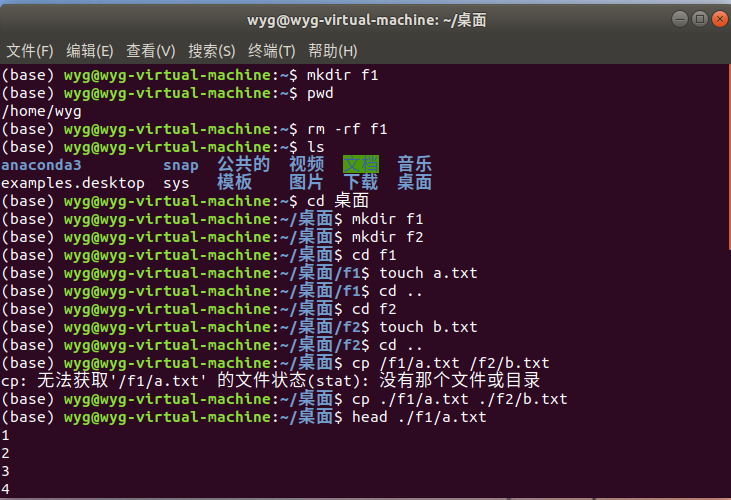 wyg@wyg-virtual-machine: ~/桌面
文件(F) 编辑(E) 查看(V) 搜索(S) 终端(T) 帮助(H)
(base) wyg@wyg-virtual-machine:~$ mkdir f1
(base) wyg@wyg-virtual-machine:~$ pwd
/home/wyg
(base) wyg@wyg-virtual-machine:~$ rm -rf f1
(base) wyg@wyg-virtual-machine:~$ ls
anaconda3 snap 公共的 视频 文档 音乐
examples.desktop sys 模板 图片 下载 桌面
(base) wyg@wyg-virtual-machine:~$ cd 桌面
(base) wyg@wyg-virtual-machine:~/桌面$ mkdir f1
(base) wyg@wyg-virtual-machine:~/桌面$ mkdir f2
(base) wyg@wyg-virtual-machine:~/桌面$ cd f1
(base) wyg@wyg-virtual-machine:~/桌面/f1$ touch a.txt
(base) wyg@wyg-virtual-machine:~/桌面/f1$ cd ..
(base) wyg@wyg-virtual-machine:~/桌面$ cd f2
(base) wyg@wyg-virtual-machine:~/桌面/f2$ touch b.txt
(base) wyg@wyg-virtual-machine:~/桌面/f2$ cd ..
(base) wyg@wyg-virtual-machine:~/桌面$ cp /f1/a.txt /f2/b.txt
cp: 无法获取'/f1/a.txt' 的文件状态(stat): 没有那个文件或目录
(base) wyg@wyg-virtual-machine:~/桌面$ cp ./f1/a.txt ./f2/b.txt
(base) wyg@wyg-virtual-machine:~/桌面$ head ./f1/a.txt
1
2
3
4